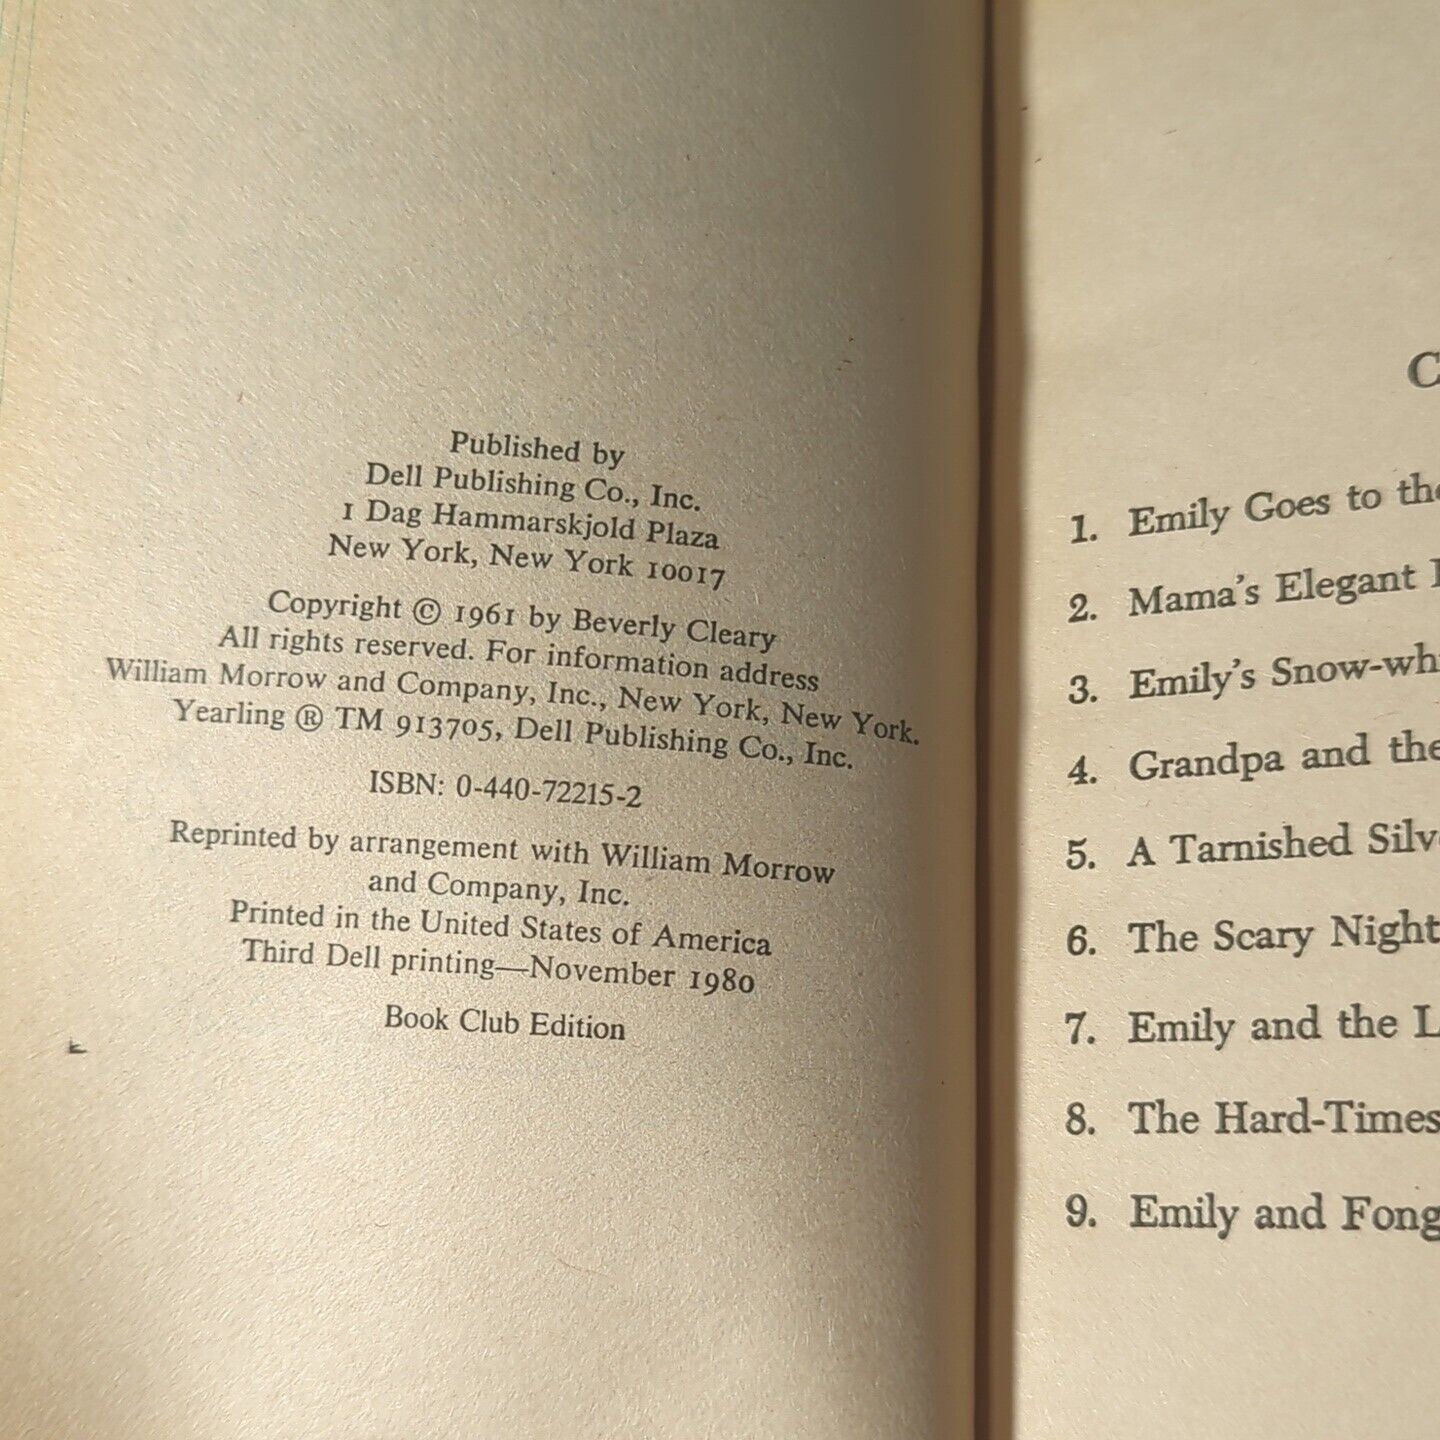 Published by
Dell Publishing Co., Inc.
1 Dag Hammarskjold Plaza
New York, New York 10017
Copyright © 1961 by Beverly Cleary
All rights reserved. For information address
William Morrow and Company, Inc., New York, New York.
Yearling ® TM 913705, Dell Publishing Co., Inc.
ISBN: 0-440-72215-2
Reprinted by arrangement with William Morrow
and Company, Inc.
Printed in the United States of America
Third Dell printing—November 1980
Book Club Edition
1. Emily Goes to the
2. Mama's Elegant
3. Emily's Snow-whi
4. Grandpa and the
5. A Tarnished Silv
6. The Scary Night
7. Emily and the L
8. The Hard-Times
9. Emily and Fong